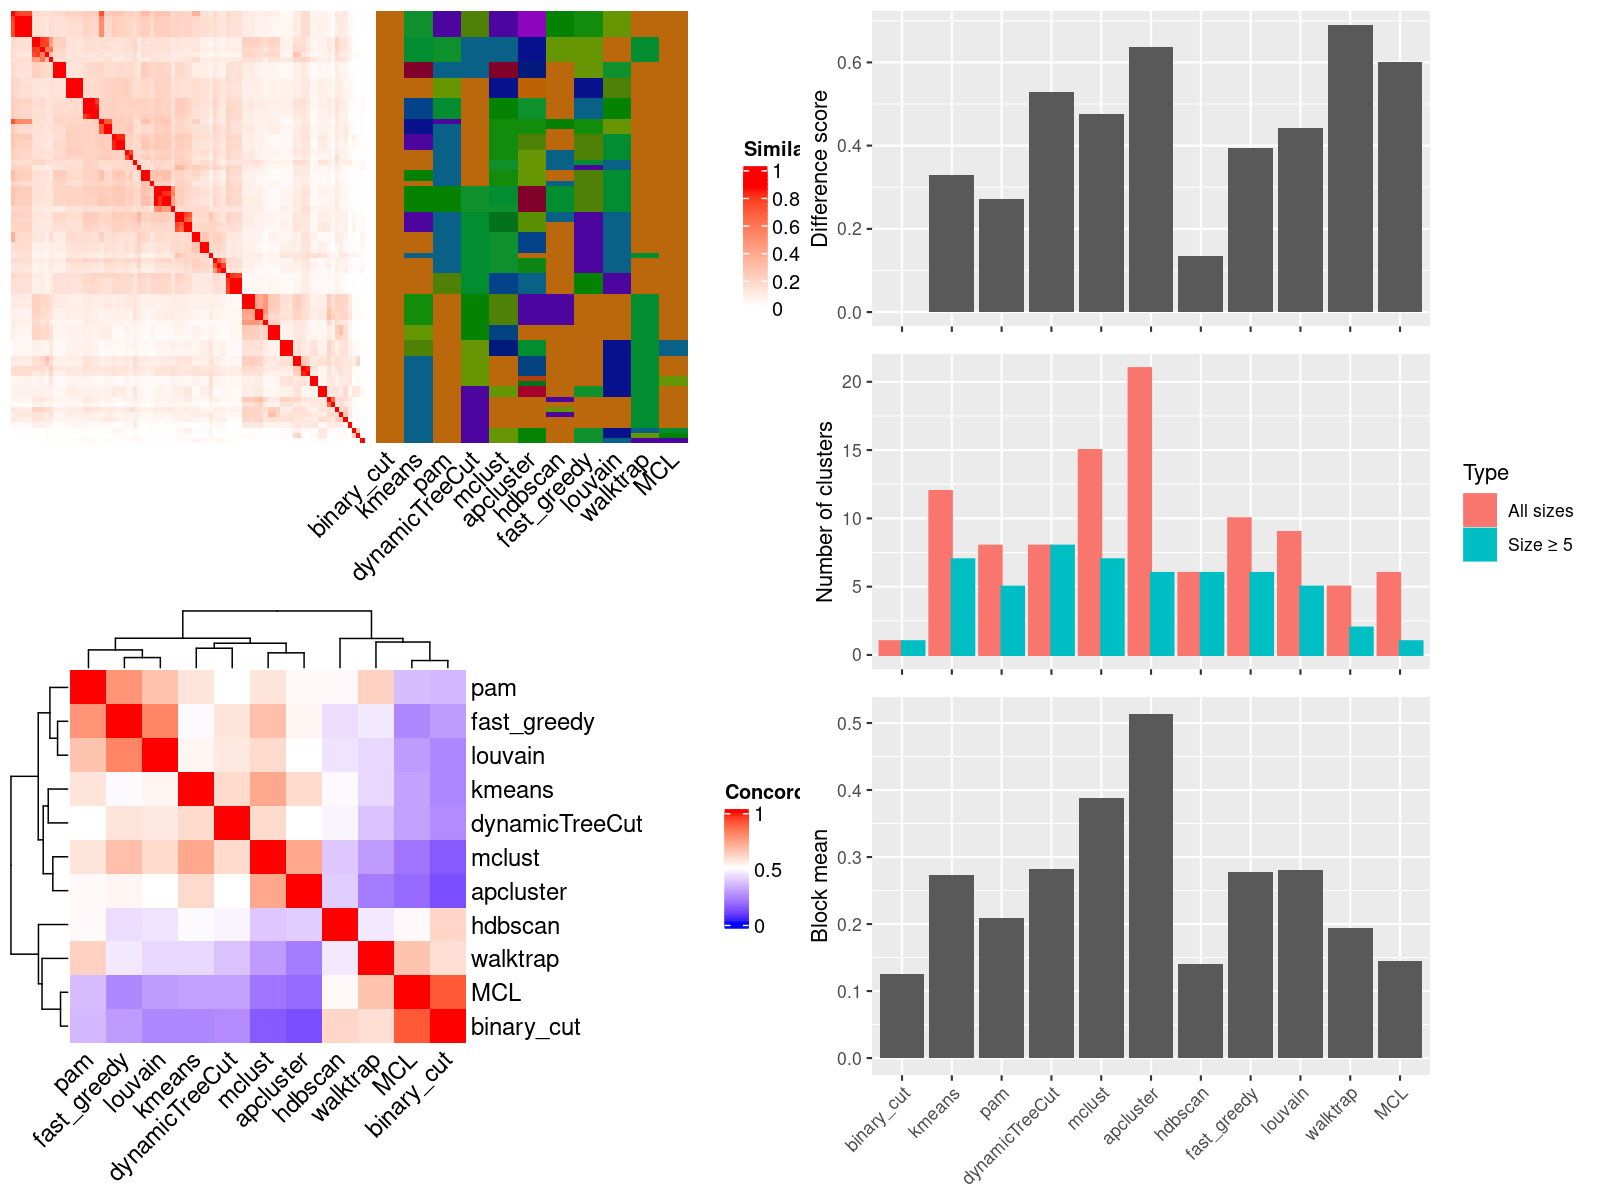 Simila
1
0.8
0.6
0.4
0.2
0
binary_cut
kmeans
pam
dynamicTreeCut
mclust
apcluster
hdbscan
fast_greedy
louvain
walktrap
MCL
pam
fast_greedy
louvain
kmeans
dynamicTreeCut
mclust
apcluster
hdbscan
walktrap
MCL
binary_cut
pam
fast_greedy
louvain
kmeans
dynamicTreeCut
mclust
apcluster
hdbscan
walktrap
MCL
binary_cut
Concord
1
0.5
0
Difference score
0.6
0.4
0.2
0.0
Number of clusters
20
15
10
5
0
Type
All sizes
Size ≥ 5
Block mean
0.5
0.4
0.3
0.2
0.1
0.0
binary_cut
kmeans
pam
dynamicTreeCut
mclust
apcluster
hdbscan
fast_greedy
louvain
walktrap
MCL